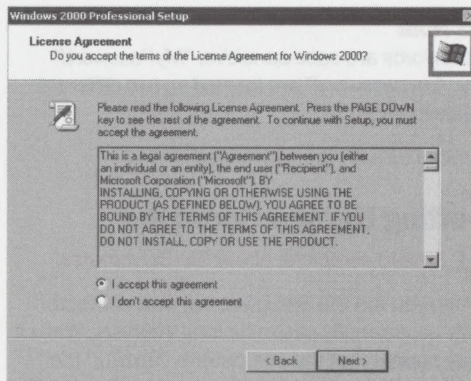 Windows 2000 Professional Setup
License Agreement
Do you accept the terms of the License Agreement for Windows 2000?
Please read the following License Agreement. Press the PAGE DOWN
key to see the rest of the agreement. To continue with Setup, you must
accept the agreement.
This is a legal agreement ("Agreement") between you (either
an individual or an entity), the end user ("Recipient"), and
Microsoft Corporation ("Microsoft"). BY
INSTALLING, COPYING OR OTHERWISE USING THE
PRODUCT (AS DEFINED BELOW), YOU AGREE TO BE
BOUND BY THE TERMS OF THIS AGREEMENT. IF YOU
DO NOT AGREE TO THE TERMS OF THIS AGREEMENT,
DO NOT INSTALL, COPY OR USE THE PRODUCT.
I accept this agreement
I don't accept this agreement
< Back
Next >